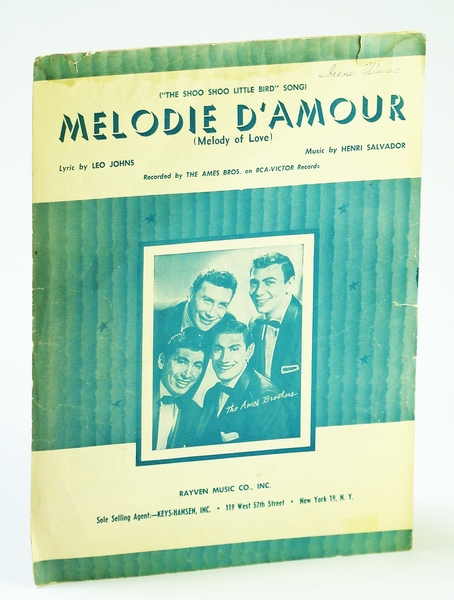 Irene
("THE SHOO SHOO LITTLE BIRD" SONG)
MELODIE D'AMOUR
(Melody of Love)
Lyric by LEO JOHNS
Music by HENRI SALVADOR
Recorded by THE AMES BROS. on RCA-VICTOR Records
The Ames Brothers
RAYVEN MUSIC CO., INC.
Sole Selling Agent:—KEYS-HANSEN, INC. • 119 West 57th Street • New York 19, N. Y.